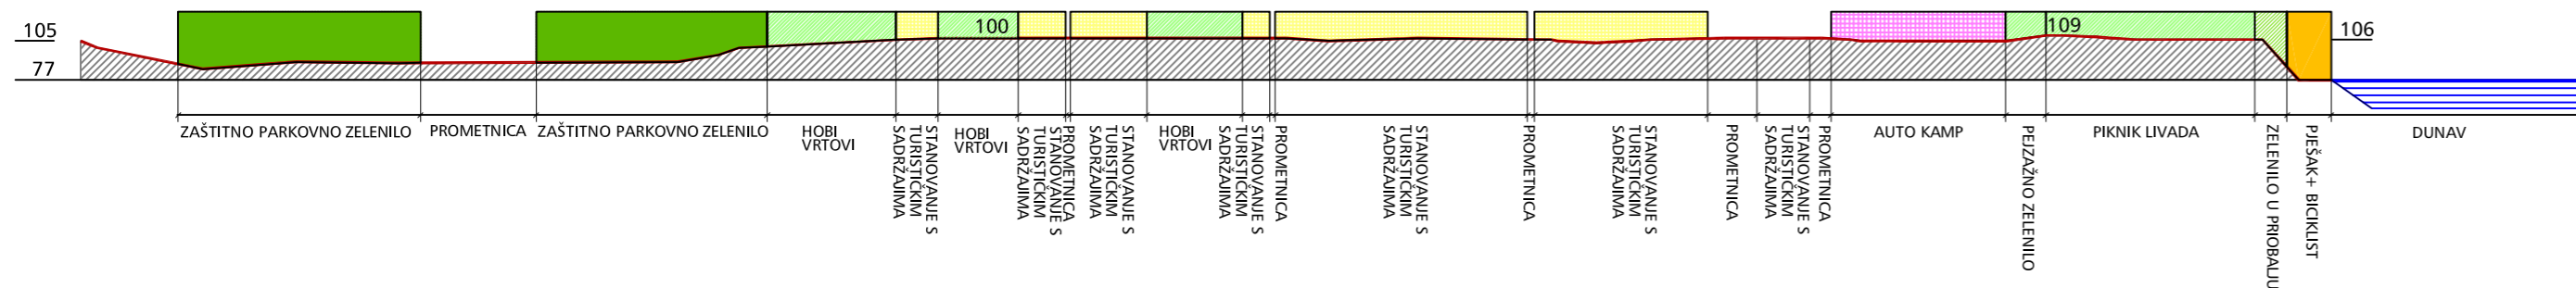 105
77
100
109
106
ZAŠTITNO PARKOVNO ZELENILO
PROMETNICA
ZAŠTITNO PARKOVNO ZELENILO
HOBI
VRTOVI
STANOVANJE S
TURISTIČKIM
SADRŽAJIMA
HOBI
VRTOVI
STANOVANJE S
TURISTIČKIM
SADRŽAJIMA
PROMETNICA
STANOVANJE S
TURISTIČKIM
SADRŽAJIMA
HOBI
VRTOVI
STANOVANJE S
TURISTIČKIM
SADRŽAJIMA
PROMETNICA
STANOVANJE S
TURISTIČKIM
SADRŽAJIMA
PROMETNICA
STANOVANJE S
TURISTIČKIM
SADRŽAJIMA
PROMETNICA
STANOVANJE S
TURISTIČKIM
SADRŽAJIMA
PROMETNICA
AUTO KAMP
PEJZAŽNO ZELENILO
PIKNIK LIVADA
ZELENILO U PRIOBALJU
PJEŠAK+ BICIKLIST
DUNAV